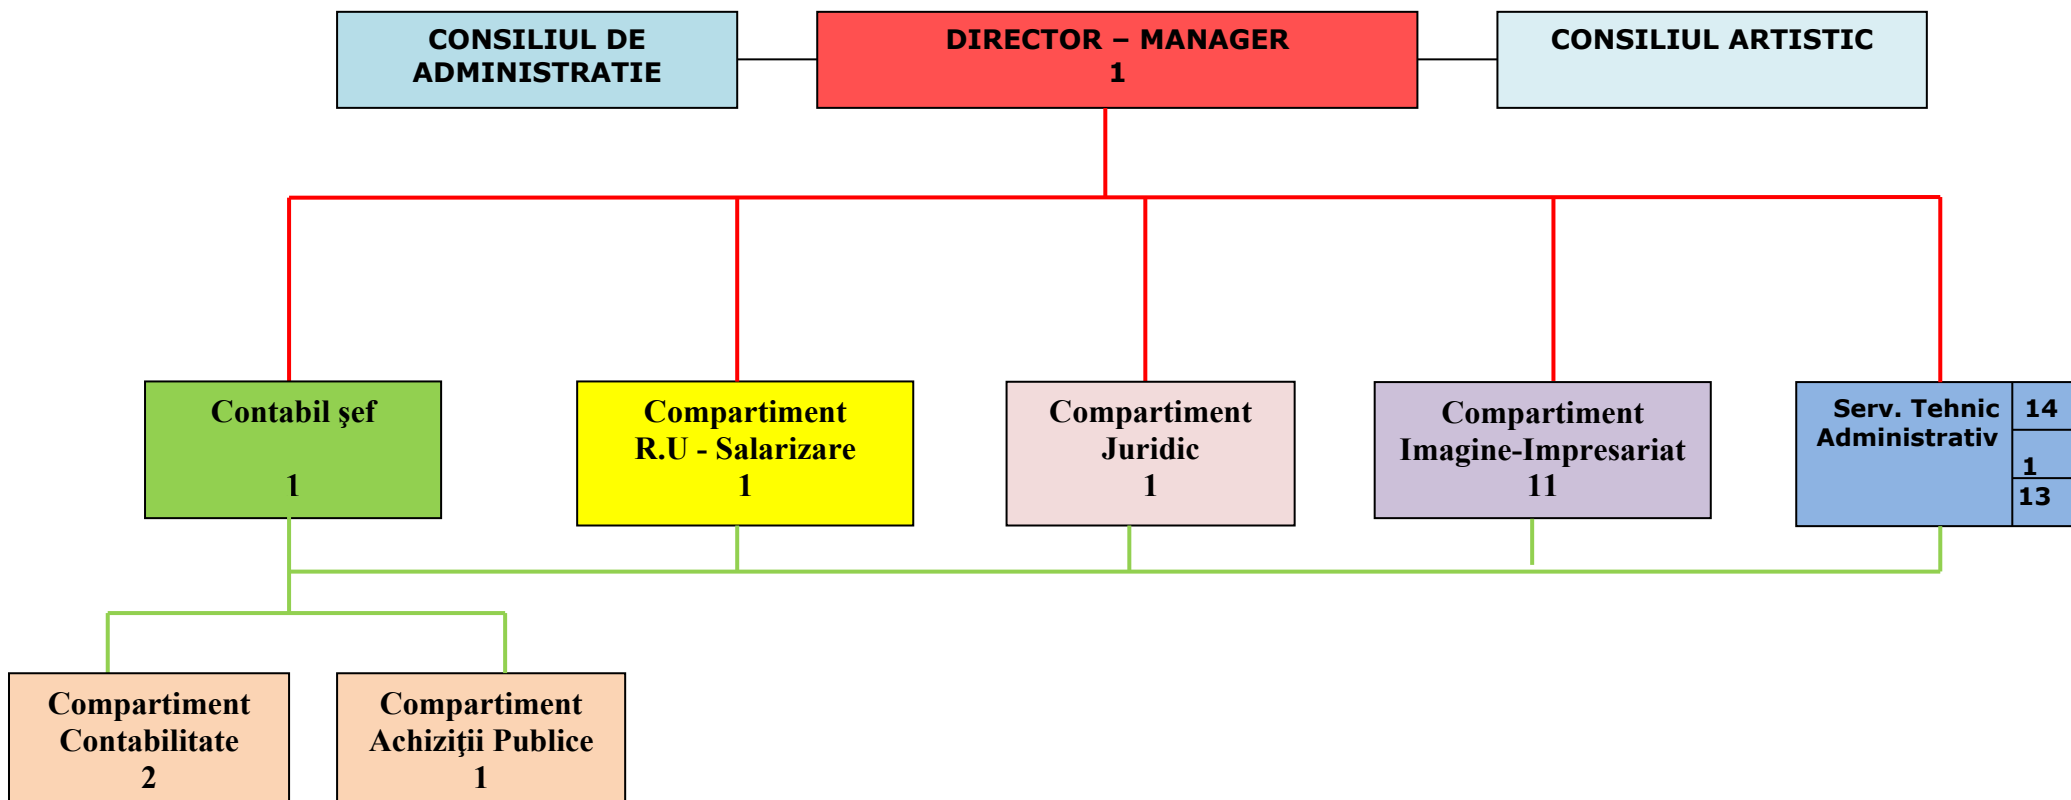 CONSILIUL DE
ADMINISTRATIE
DIRECTOR – MANAGER
1
CONSILIUL ARTISTIC
Contabil şef
1
Compartiment
R.U - Salarizare
1
Compartiment
Juridic
1
Compartiment
Imagine-Impresariat
11
Serv. Tehnic
Administrativ
14
1
13
Compartiment
Contabilitate
2
Compartiment
Achiziţii Publice
1